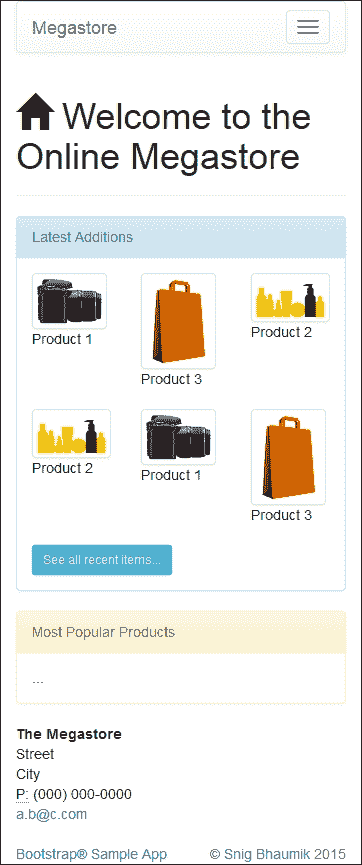 Megastore
Welcome to the
Online Megastore
Latest Additions
Product 1
Product 3
Product 2
Product 2
Product 1
Product 3
See all recent items...
Most Popular Products
...
The Megastore
Street
City
P: (000) 000-0000
a.b@c.com
Bootstrap® Sample App © Snig Bhaumik 2015